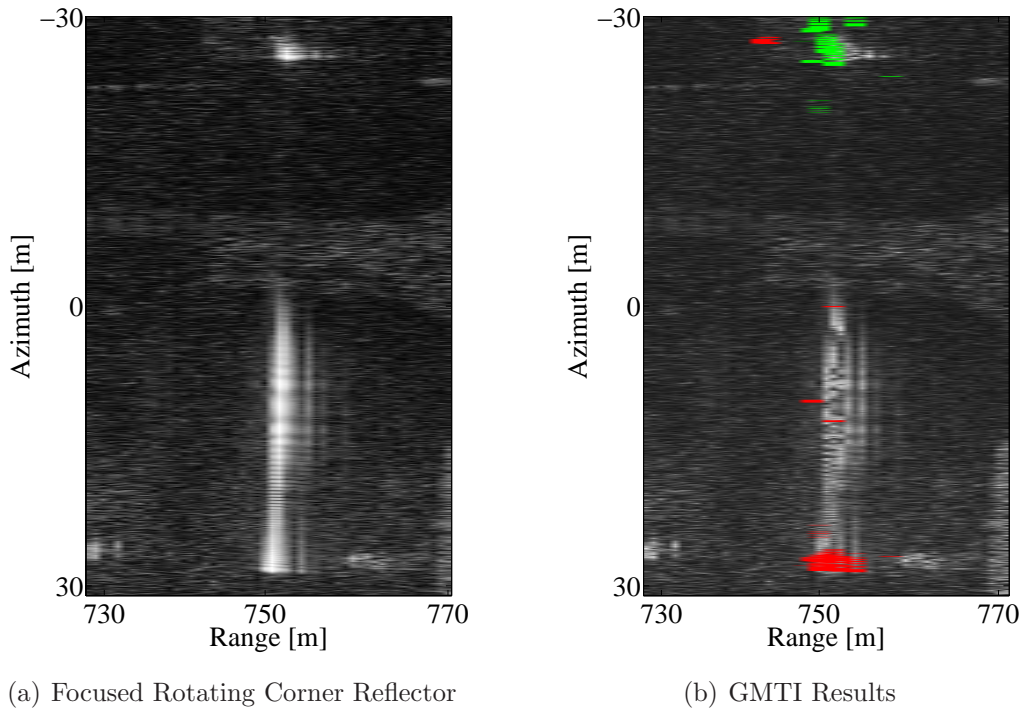 −30
0
30
Azimuth [m]
730 750 770
Range [m]
(a) Focused Rotating Corner Reflector
−30
0
30
Azimuth [m]
730 750 770
Range [m]
(b) GMTI Results